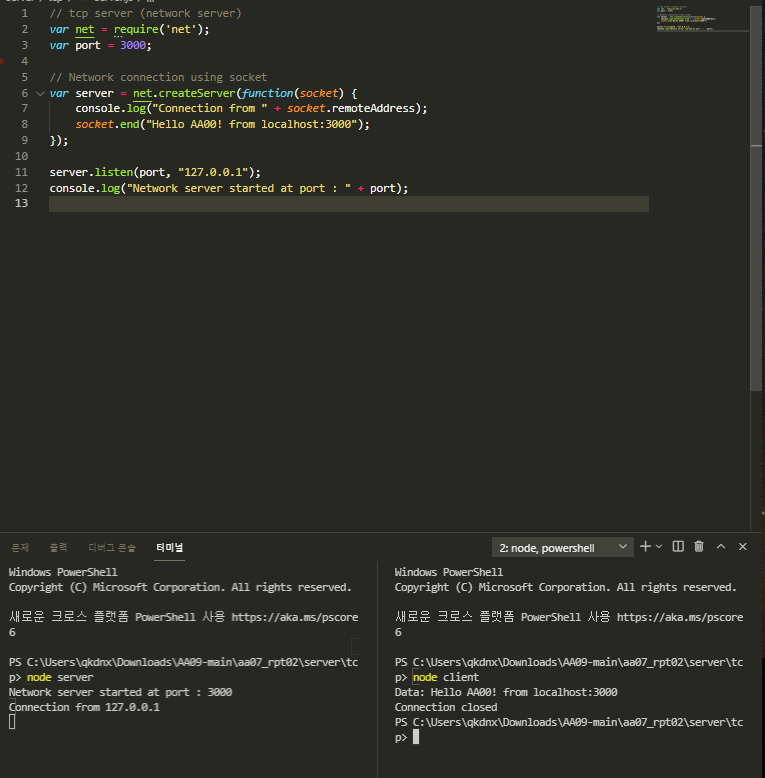 1 // tcp server (network server)
2 var net = require('net');
3 var port = 3000;
4
5 // Network connection using socket
6 var server = net.createServer(function(socket) {
7 console.log("Connection from " + socket.remoteAddress);
8 socket.end("Hello AA00! from localhost:3000");
9 });
10
11 server.listen(port, "127.0.0.1");
12 console.log("Network server started at port : " + port);
13
문제 출력 디버그 콘솔 터미널 2: node, powershell
Windows PowerShell
Copyright (C) Microsoft Corporation. All rights reserved.
새로운 크로스 플랫폼 PowerShell 사용 https://aka.ms/pscore
6
PS C:\Users\qkdnx\Downloads\AA09-main\aa07_rpt02\server\tc
p> node server
Network server started at port : 3000
Connection from 127.0.0.1
Windows PowerShell
Copyright (C) Microsoft Corporation. All rights reserved.
새로운 크로스 플랫폼 PowerShell 사용 https://aka.ms/pscore
6
PS C:\Users\qkdnx\Downloads\AA09-main\aa07_rpt02\server\tc
p> node client
Data: Hello AA00! from localhost:3000
Connection closed
PS C:\Users\qkdnx\Downloads\AA09-main\aa07_rpt02\server\tc
p>